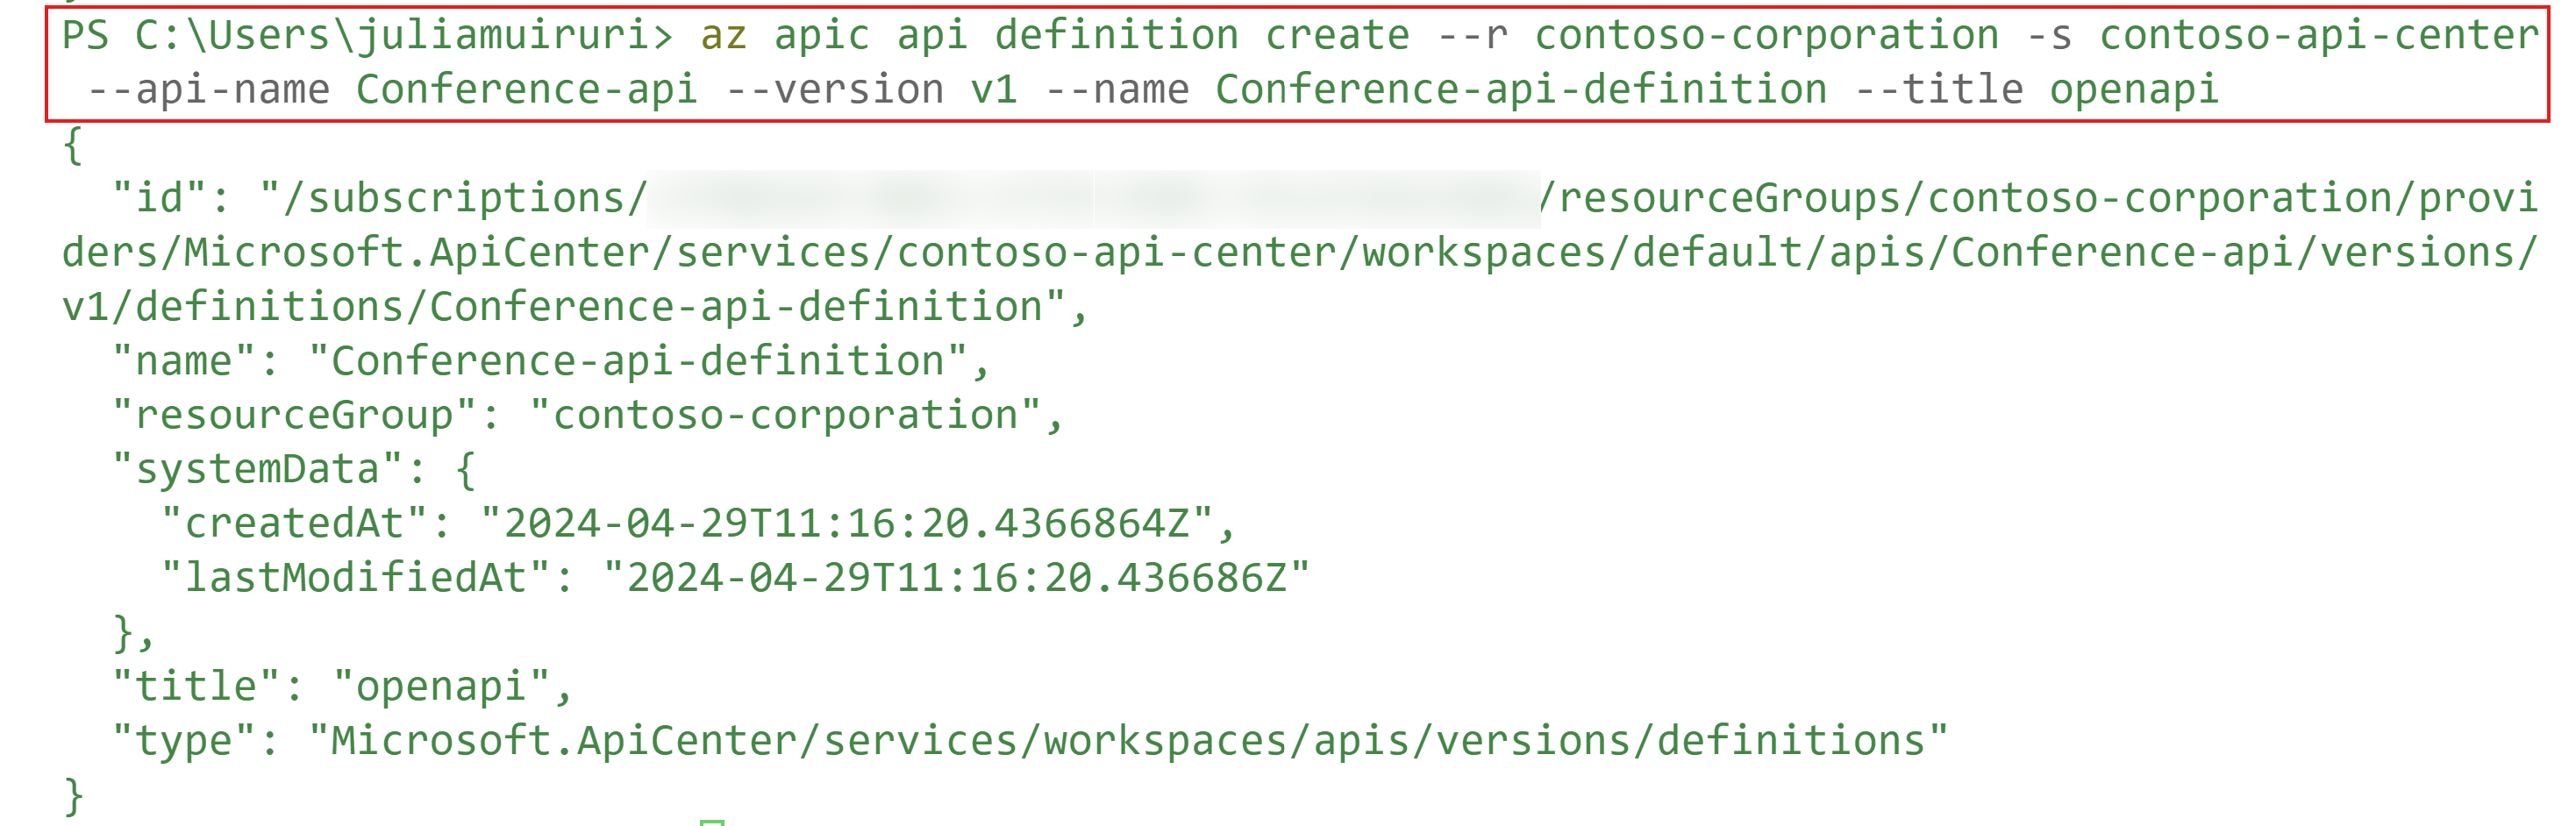 PS C:\Users\juliamuiruri> az apic api definition create --r contoso-corporation -s contoso-api-center
 --api-name Conference-api --version v1 --name Conference-api-definition --title openapi
{
  "id": "/subscriptions/ /resourceGroups/contoso-corporation/provi
ders/Microsoft.ApiCenter/services/contoso-api-center/workspaces/default/apis/Conference-api/versions/
v1/definitions/Conference-api-definition",
  "name": "Conference-api-definition",
  "resourceGroup": "contoso-corporation",
  "systemData": {
    "createdAt": "2024-04-29T11:16:20.4366864Z",
    "lastModifiedAt": "2024-04-29T11:16:20.436686Z"
  },
  "title": "openapi",
  "type": "Microsoft.ApiCenter/services/workspaces/apis/versions/definitions"
}